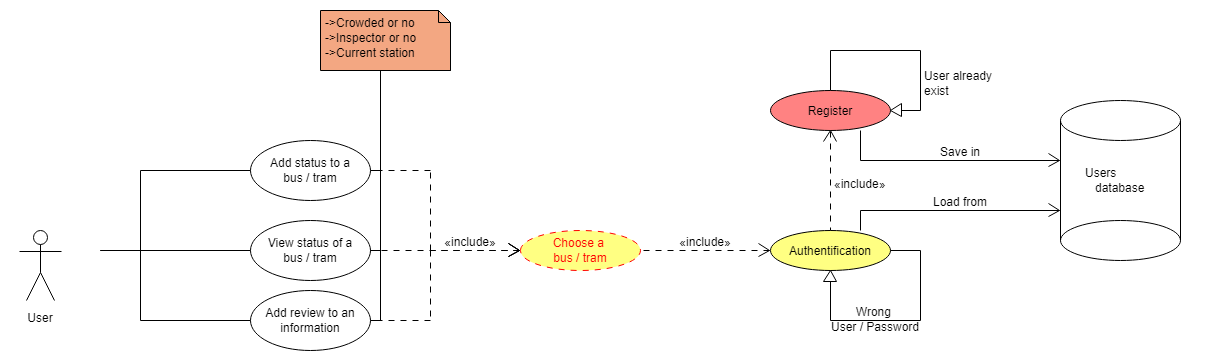 ->Crowded or no
->Inspector or no
->Current station
User already
exist
Register
Save in
Users
database
Add status to a
bus / tram
«include»
Load from
View status of a
bus / tram
«include»
Choose a
bus / tram
«include»
Authentification
User
Add review to an
information
Wrong
User / Password